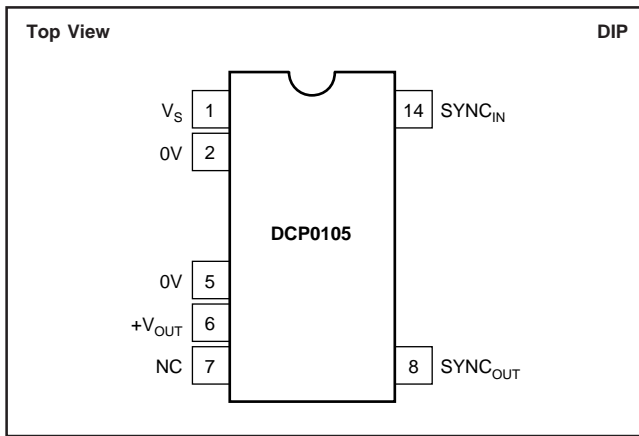 Top View DIP
V_S 1 14 SYNC_IN
0V 2
DCP0105
0V 5
+V_OUT 6
NC 7 8 SYNC_OUT